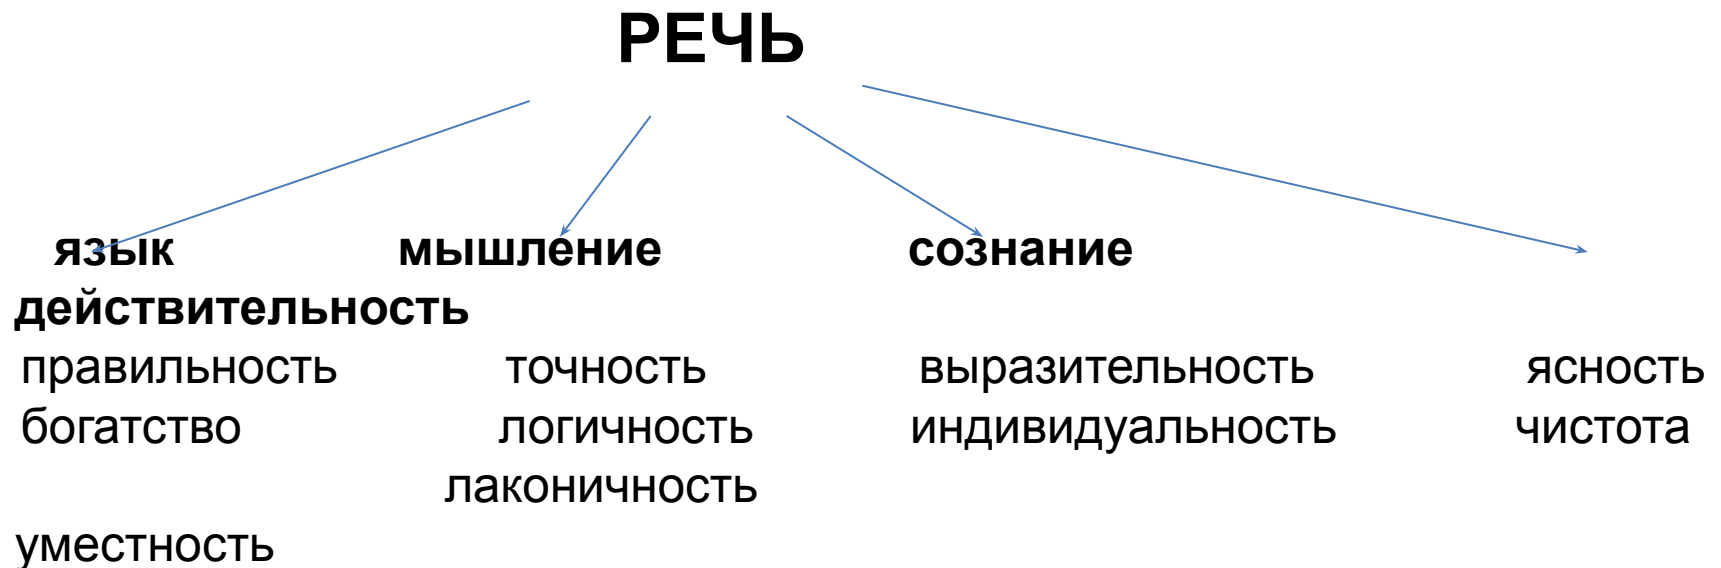 РЕЧЬ
язык мышление сознание
действительность
правильность точность выразительность ясность
богатство логичность индивидуальность чистота
лаконичность
уместность